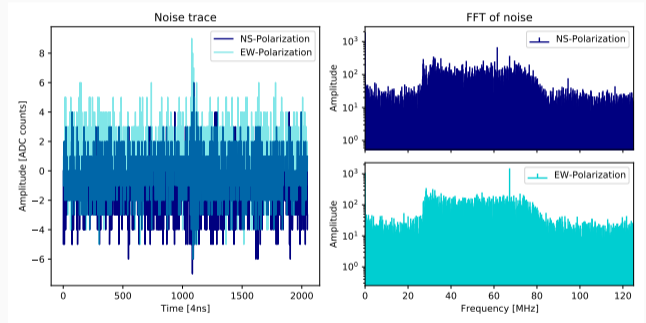 Noise trace
NS-Polarization
EW-Polarization
8
6
4
2
0
−2
−4
−6
Amplitude [ADC counts]
0 500 1000 1500 2000
Time [4ns]
FFT of noise
NS-Polarization
10³
10²
10¹
10⁰
Amplitude
EW-Polarization
10³
10²
10¹
10⁰
Amplitude
0 20 40 60 80 100 120
Frequency [MHz]